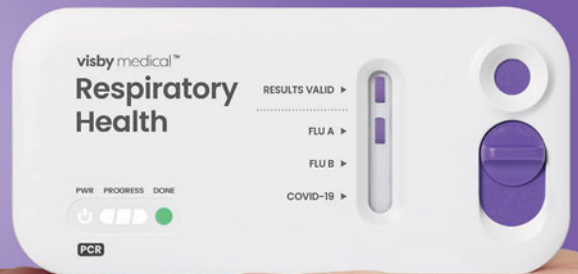 visby medical™
Respiratory
Health
RESULTS VALID ▶
FLU A ▶
FLU B ▶
COVID-19 ▶
PWR PROGRESS DONE
PCR